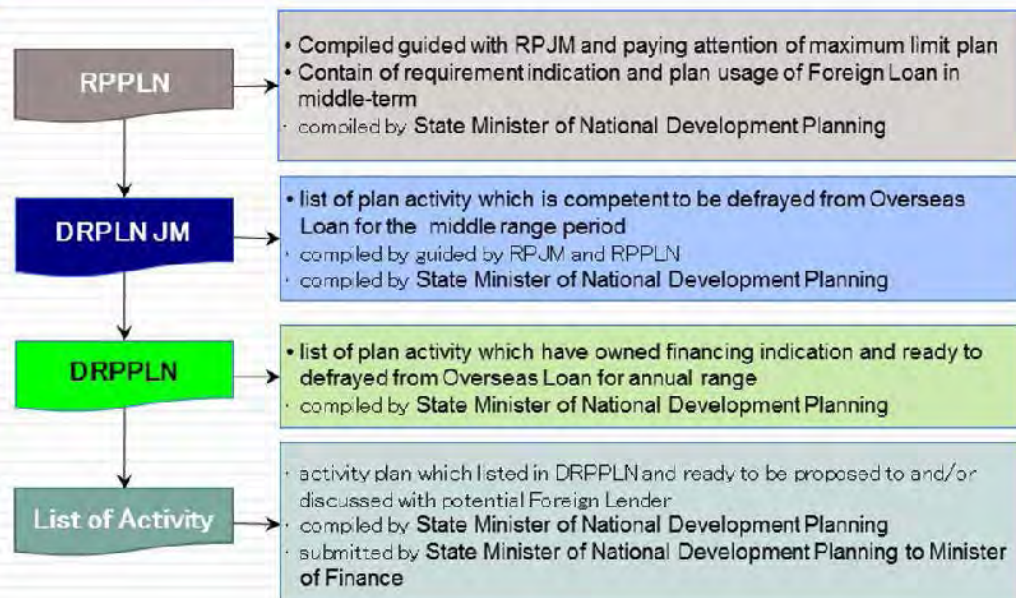 RPPLN
• Compiled guided with RPJM and paying attention of maximum limit plan
• Contain of requirement indication and plan usage of Foreign Loan in
middle-term
· compiled by State Minister of National Development Planning
DRPLN JM
• list of plan activity which is competent to be defrayed from Overseas
Loan for the middle range period
· compiled by guided by RPJM and RPPLN
· compiled by State Minister of National Development Planning
DRPPLN
• list of plan activity which have owned financing indication and ready to
defrayed from Overseas Loan for annual range
· compiled by State Minister of National Development Planning
List of Activity
· activity plan which listed in DRPPLN and ready to be proposed to and/or
discussed with potential Foreign Lender
· compiled by State Minister of National Development Planning
· submitted by State Minister of National Development Planning to Minister
of Finance